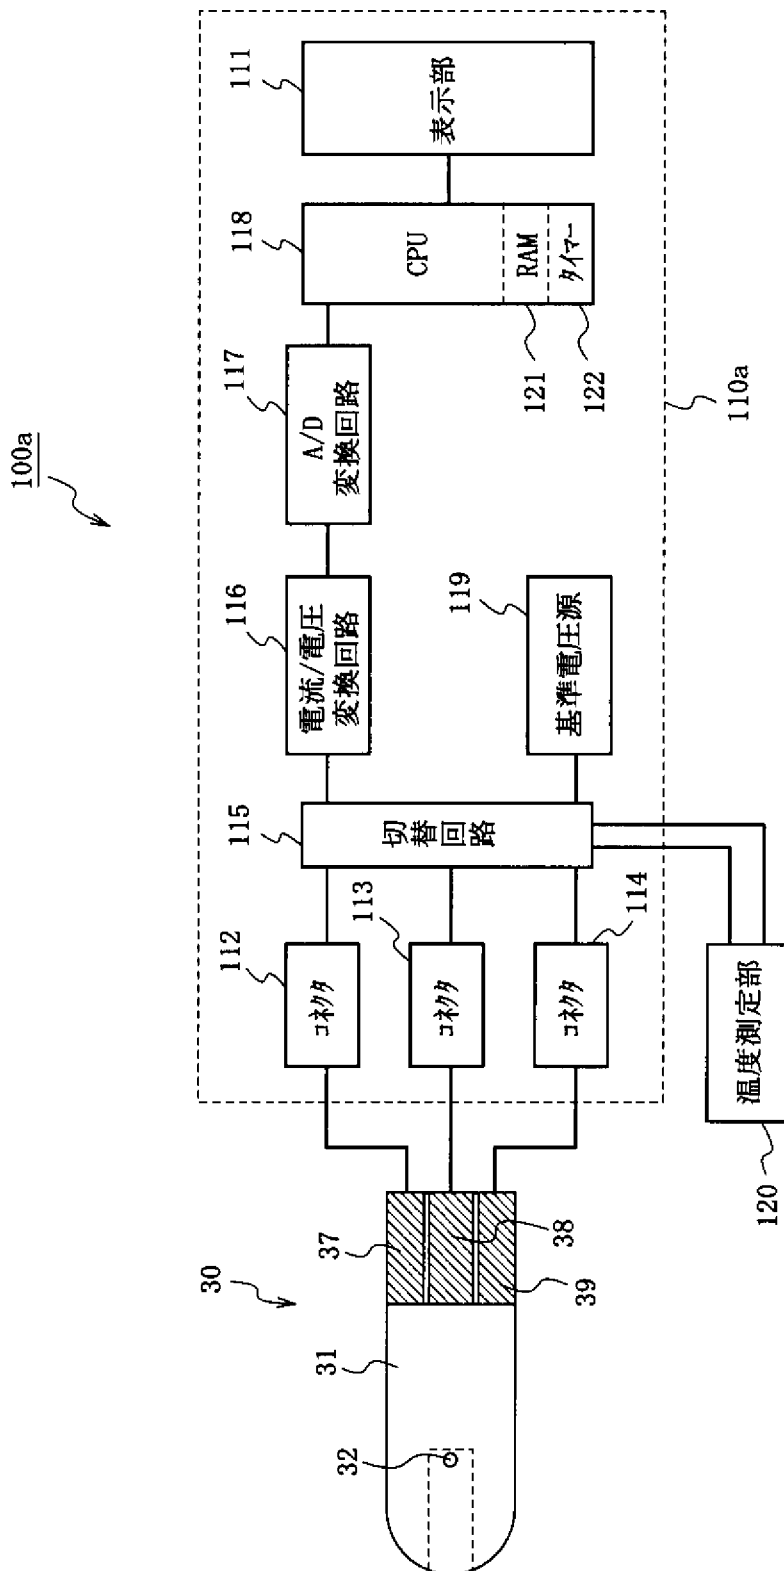 100a
111
表示部
118
CPU
RAM
タイマー
121
122
117
A/D
変換回路
110a
116
電流/電圧
変換回路
119
基準電圧源
115
切替回路
112
コネクタ
113
コネクタ
114
コネクタ
温度測定部
120
30
37
38
39
31
32